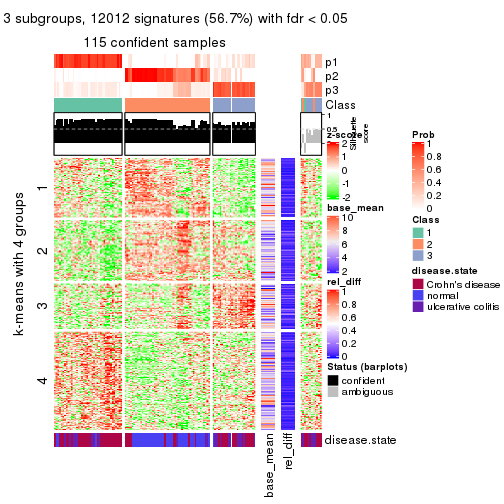 3 subgroups, 12012 signatures (56.7%) with fdr < 0.05
115 confident samples
p1
p2
p3
Class
1
0.5
0
Silhouette
score
k-means with 4 groups
1
2
3
4
disease.state
base_mean
rel_diff
z-score
2
1
0
-1
-2
base_mean
10
8
6
4
2
rel_diff
1
0.8
0.6
0.4
0.2
0
Status (barplots)
confident
ambiguous
Prob
1
0.8
0.6
0.4
0.2
0
Class
1
2
3
disease.state
Crohn's disease
normal
ulcerative colitis